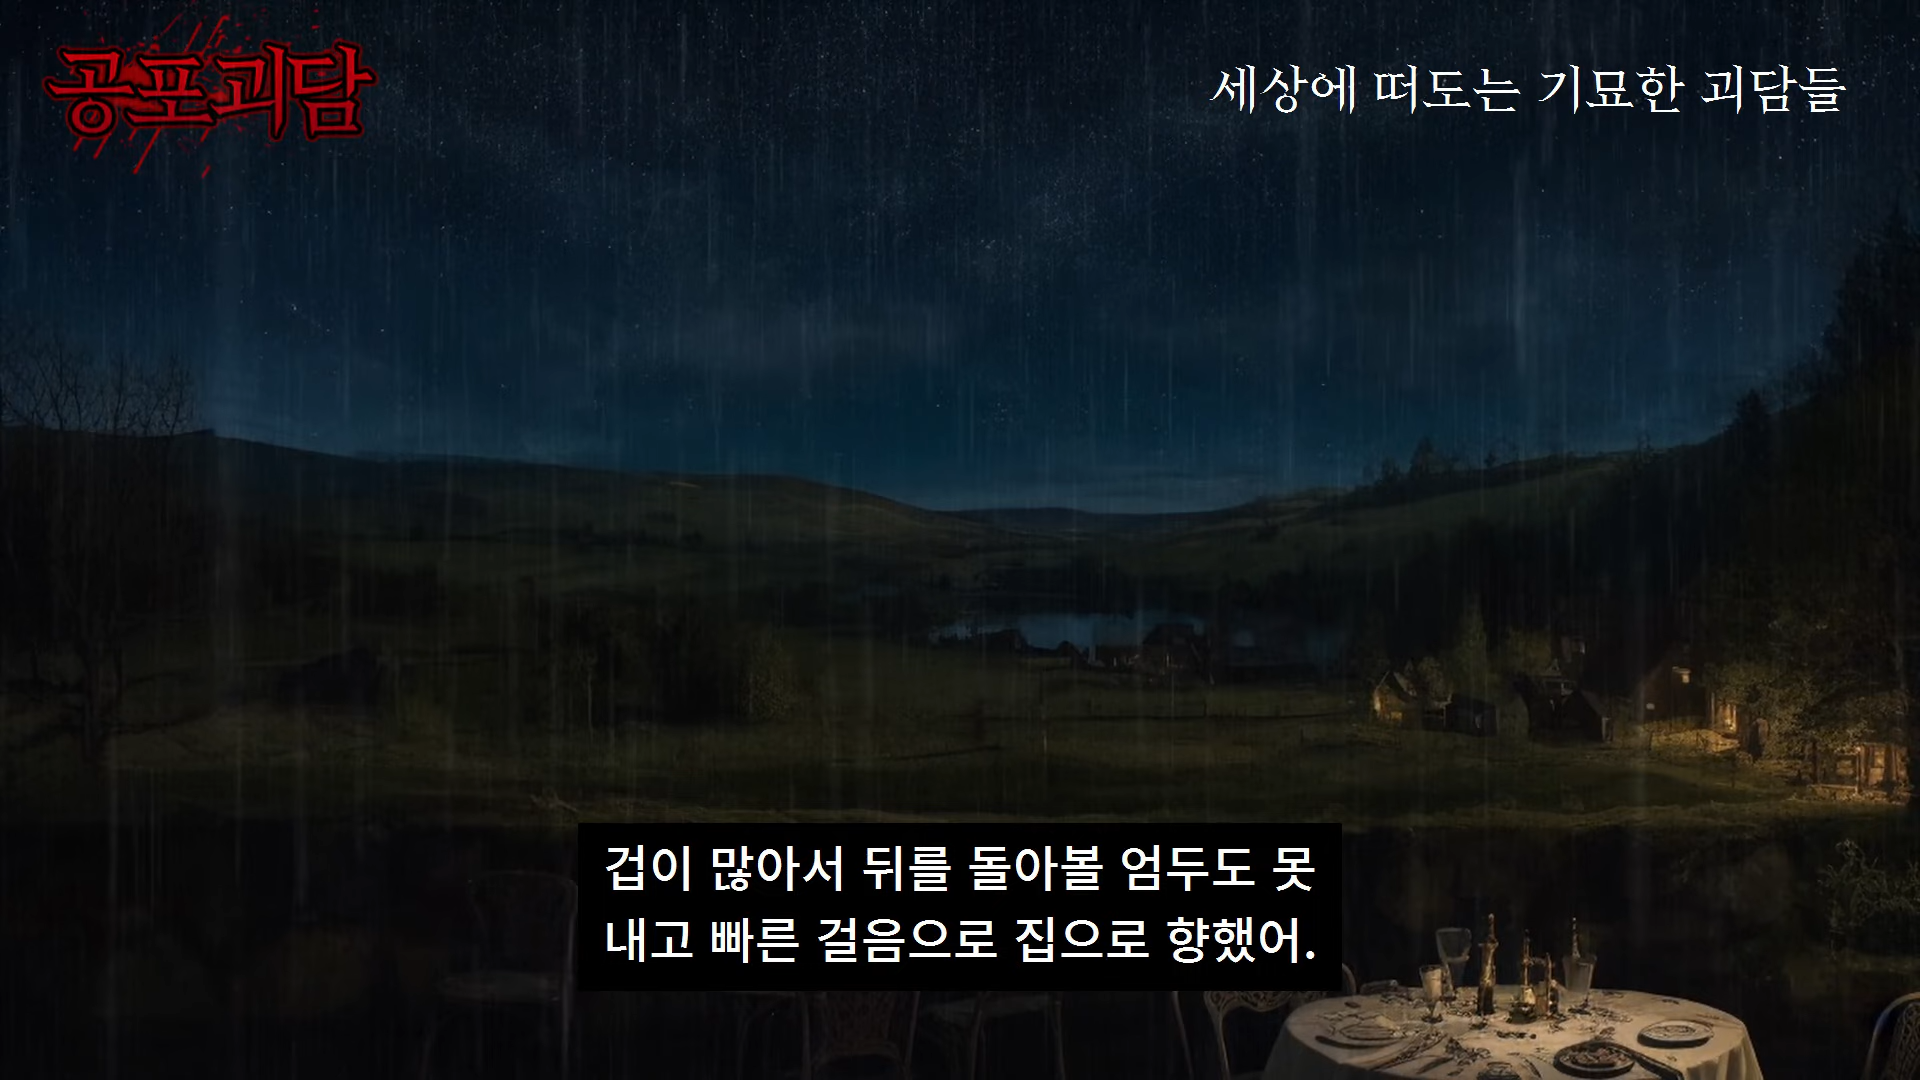 공포괴담
세상에 떠도는 기묘한 괴담들
겁이 많아서 뒤를 돌아볼 엄두도 못
내고 빠른 걸음으로 집으로 향했어.